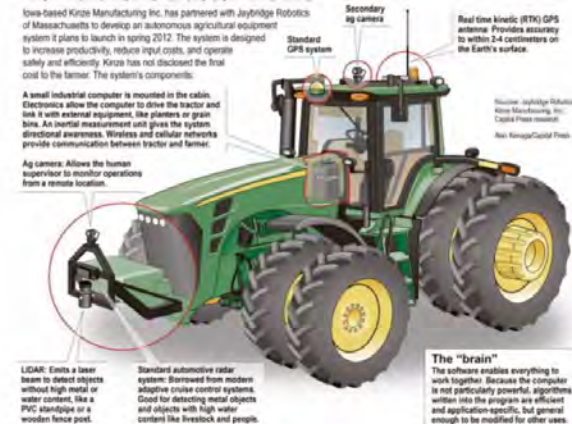 Iowa-based Kinze Manufacturing Inc. has partnered with Jaybridge Robotics
of Massachusetts to develop an autonomous agricultural equipment
system it plans to launch in spring 2012. The system is designed
to increase productivity, reduce input costs, and operate
safely and efficiently. Kinze has not disclosed the final
cost to the farmer. The system's components:
A small industrial computer is mounted in the cabin.
Electronics allow the computer to drive the tractor and
link it with external equipment, like planters or grain
bins. An inertial measurement unit gives the system
directional awareness. Wireless and cellular networks
provide communication between tractor and farmer.
Ag camera: Allows the human
supervisor to monitor operations
from a remote location.
Standard
GPS system
Secondary
ag camera
Real time kinetic (RTK) GPS
antenna: Provides accuracy
to within 2-4 centimeters on
the Earth's surface.
Sources: Jaybridge Robotics
Kinze Manufacturing, Inc.;
Capital Press research
Alan Kenaga/Capital Press
LIDAR: Emits a laser
beam to detect objects
without high metal or
water content, like a
PVC standpipe or a
wooden fence post.
Standard automotive radar
system: Borrowed from modern
adaptive cruise control systems.
Good for detecting metal objects
and objects with high water
content like livestock and people.
The "brain"
The software enables everything to
work together. Because the computer
is not particularly powerful, algorithms
written into the program are efficient
and application-specific, but general
enough to be modified for other uses.